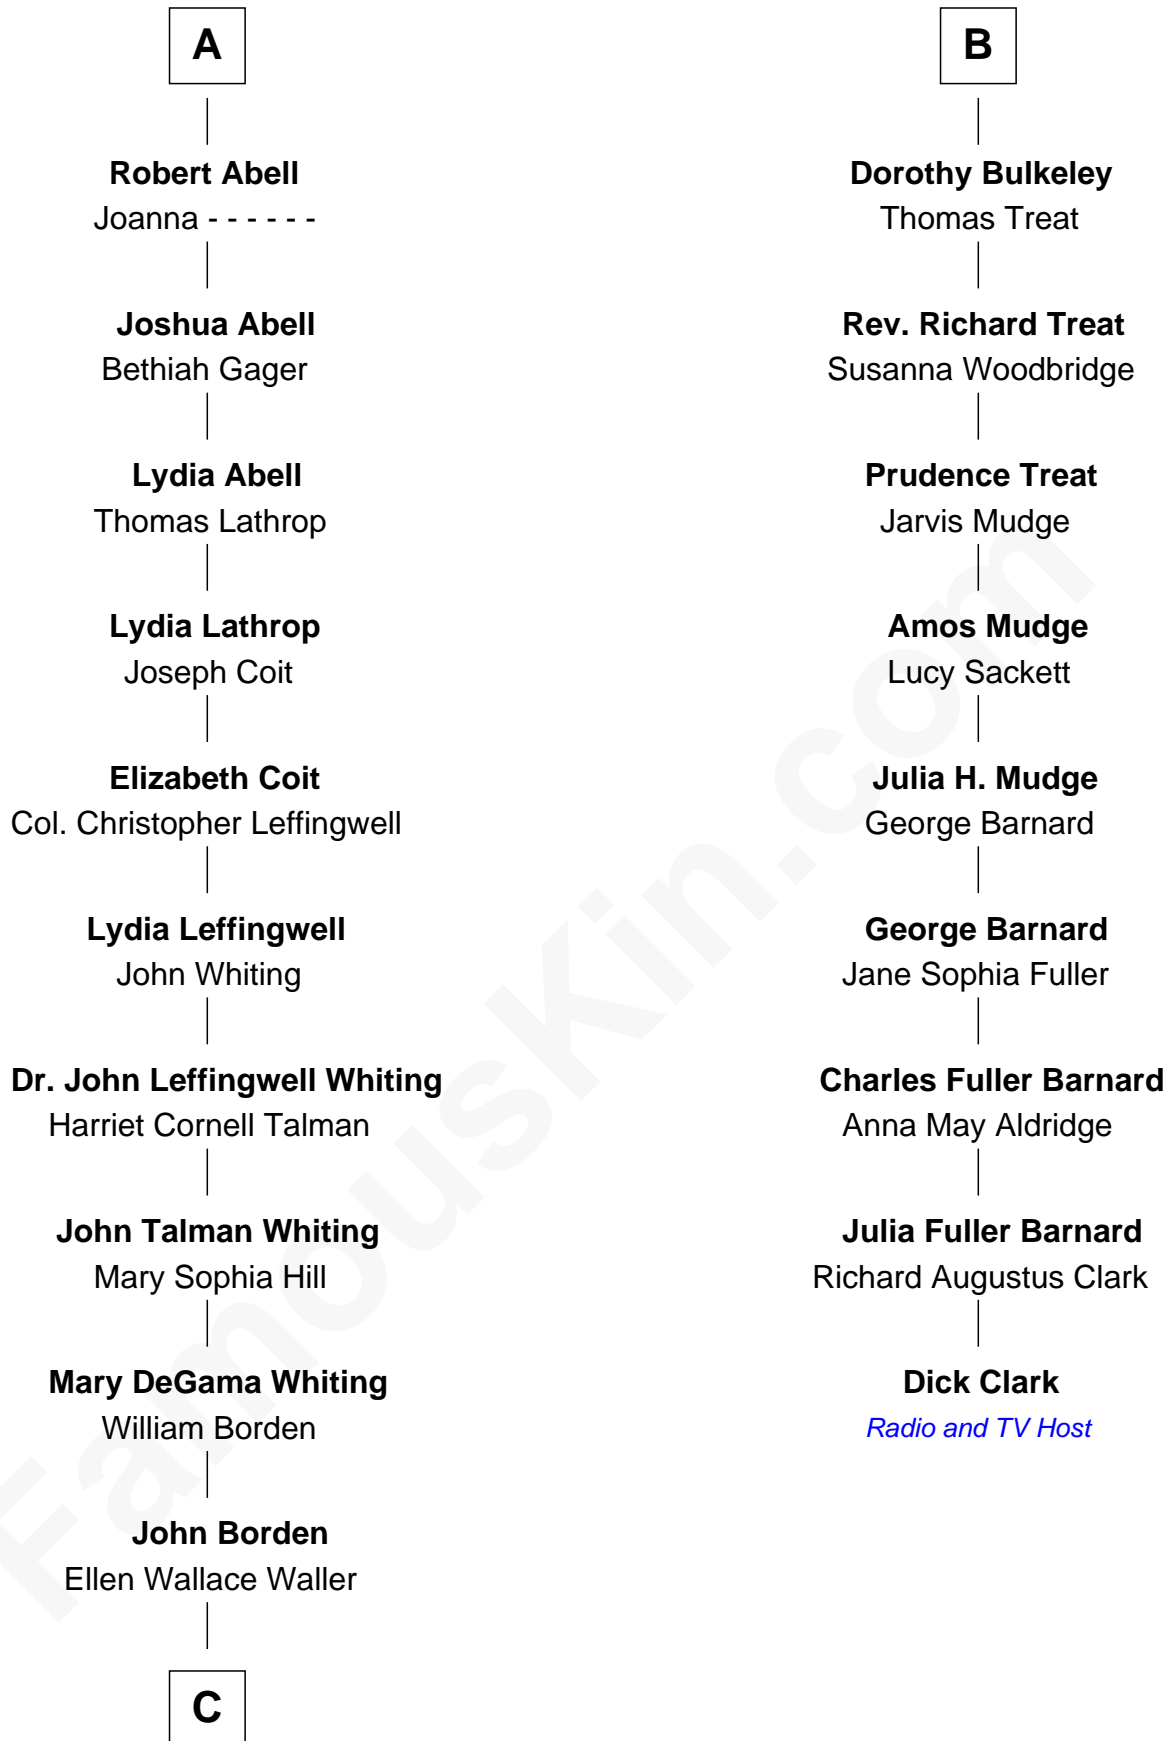 A
Robert Abell
Joanna - - - - - -
Joshua Abell
Bethiah Gager
Lydia Abell
Thomas Lathrop
Lydia Lathrop
Joseph Coit
Elizabeth Coit
Col. Christopher Leffingwell
Lydia Leffingwell
John Whiting
Dr. John Leffingwell Whiting
Harriet Cornell Talman
John Talman Whiting
Mary Sophia Hill
Mary DeGama Whiting
William Borden
John Borden
Ellen Wallace Waller
C
B
Dorothy Bulkeley
Thomas Treat
Rev. Richard Treat
Susanna Woodbridge
Prudence Treat
Jarvis Mudge
Amos Mudge
Lucy Sackett
Julia H. Mudge
George Barnard
George Barnard
Jane Sophia Fuller
Charles Fuller Barnard
Anna May Aldridge
Julia Fuller Barnard
Richard Augustus Clark
Dick Clark
Radio and TV Host
FamousKin.com